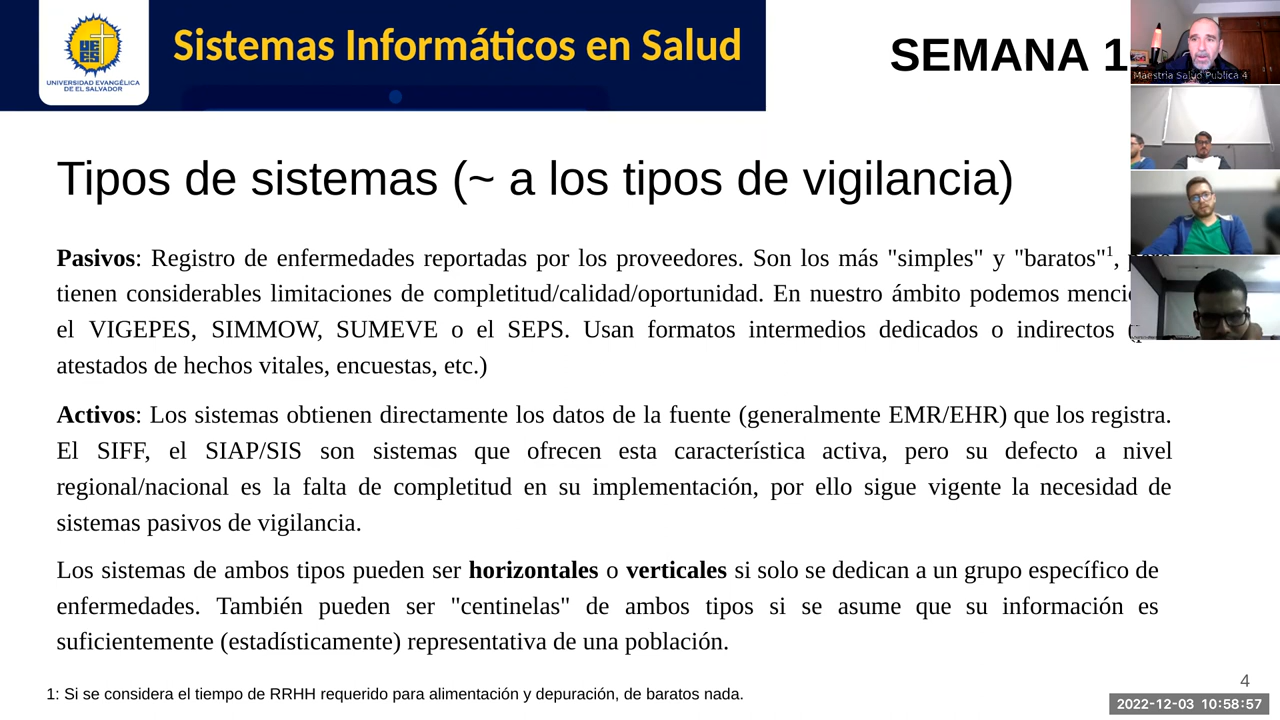 UNIVERSIDAD EVANGÉLICA
DE EL SALVADOR
Sistemas Informáticos en Salud
SEMANA 1
Maestria Salud Publica 4
Tipos de sistemas (~ a los tipos de vigilancia)
Pasivos: Registro de enfermedades reportadas por los proveedores. Son los más "simples" y "baratos"1,
tienen considerables limitaciones de completitud/calidad/oportunidad. En nuestro ámbito podemos
el VIGEPES, SIMMOW, SUMEVE o el SEPS. Usan formatos intermedios dedicados o indirectos
atestados de hechos vitales, encuestas, etc.)
Activos: Los sistemas obtienen directamente los datos de la fuente (generalmente EMR/EHR) que los registra.
El SIFF, el SIAP/SIS son sistemas que ofrecen esta característica activa, pero su defecto a nivel
regional/nacional es la falta de completitud en su implementación, por ello sigue vigente la necesidad de
sistemas pasivos de vigilancia.
Los sistemas de ambos tipos pueden ser horizontales o verticales si solo se dedican a un grupo específico de
enfermedades. También pueden ser "centinelas" de ambos tipos si se asume que su información es
suficientemente (estadísticamente) representativa de una población.
1: Si se considera el tiempo de RRHH requerido para alimentación y depuración, de baratos nada.
4
2022-12-03 10:58:57